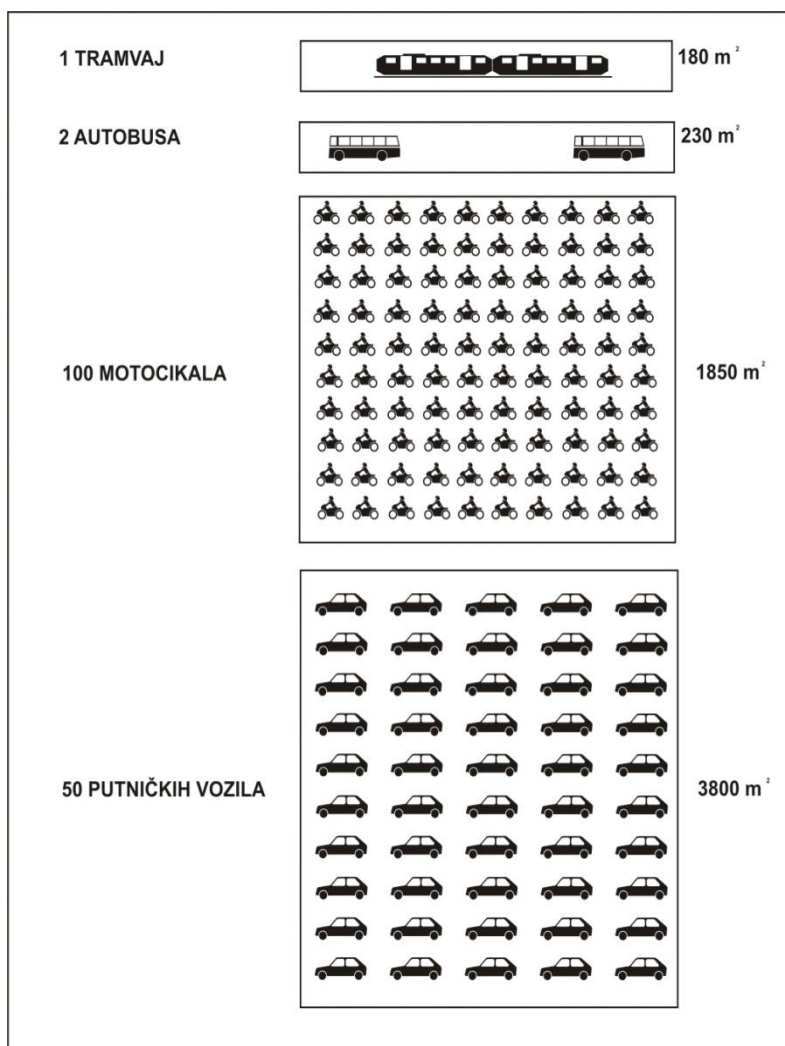 1 TRAMVAJ 180 m²
2 AUTOBUSA 230 m²
100 MOTOCIKALA 1850 m²
50 PUTNIČKIH VOZILA 3800 m²